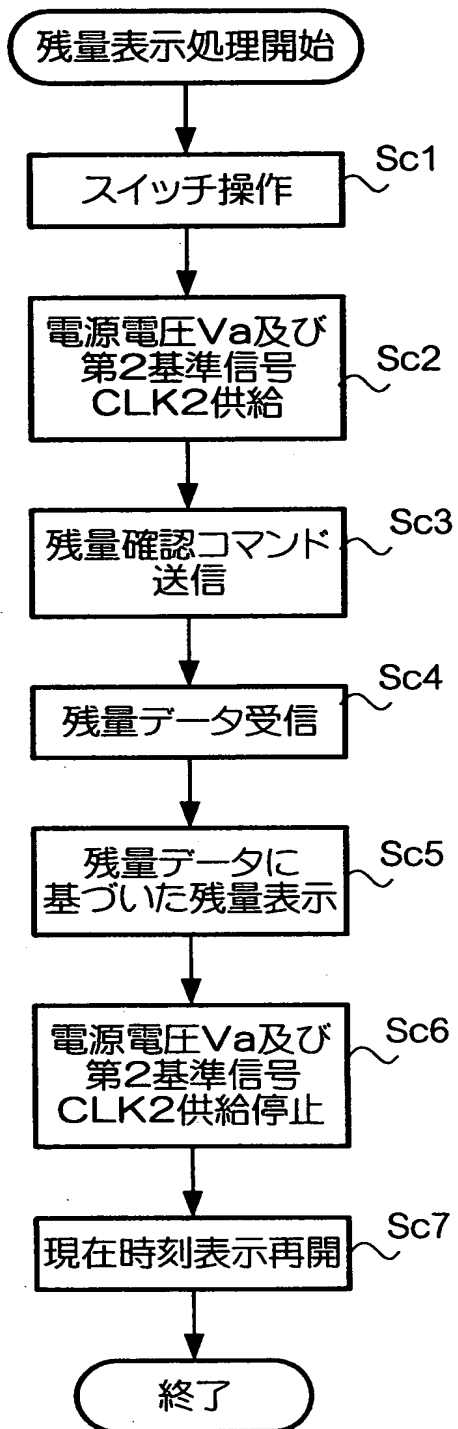 残量表示処理開始
スイッチ操作
Sc1
電源電圧Va及び
第2基準信号
CLK2供給
Sc2
残量確認コマンド
送信
Sc3
残量データ受信
Sc4
残量データに
基づいた残量表示
Sc5
電源電圧Va及び
第2基準信号
CLK2供給停止
Sc6
現在時刻表示再開
Sc7
終了